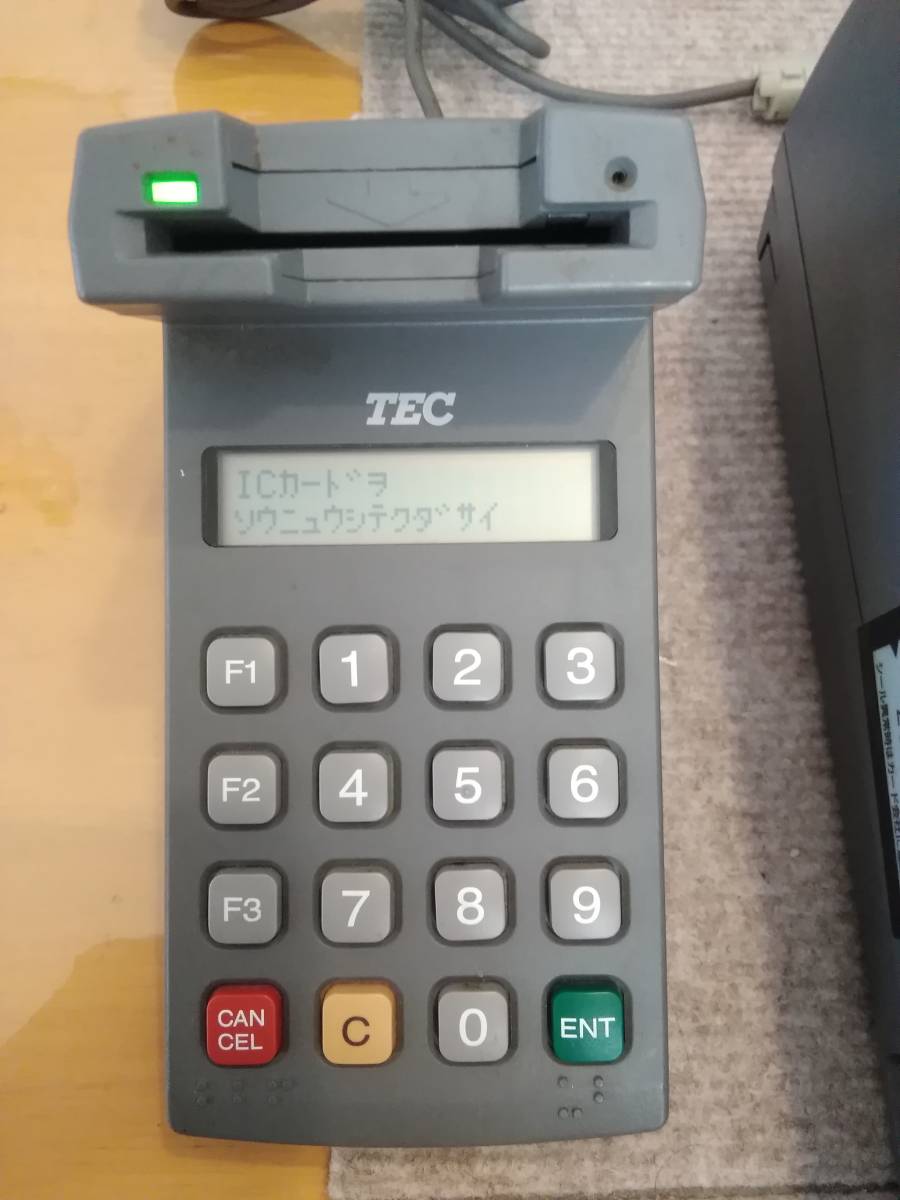 TEC
ICカードヲ
ソウニュウシテクダサイ
F1 1 2 3
F2 4 5 6
F3 7 8 9
CAN
CEL
C 0 ENT